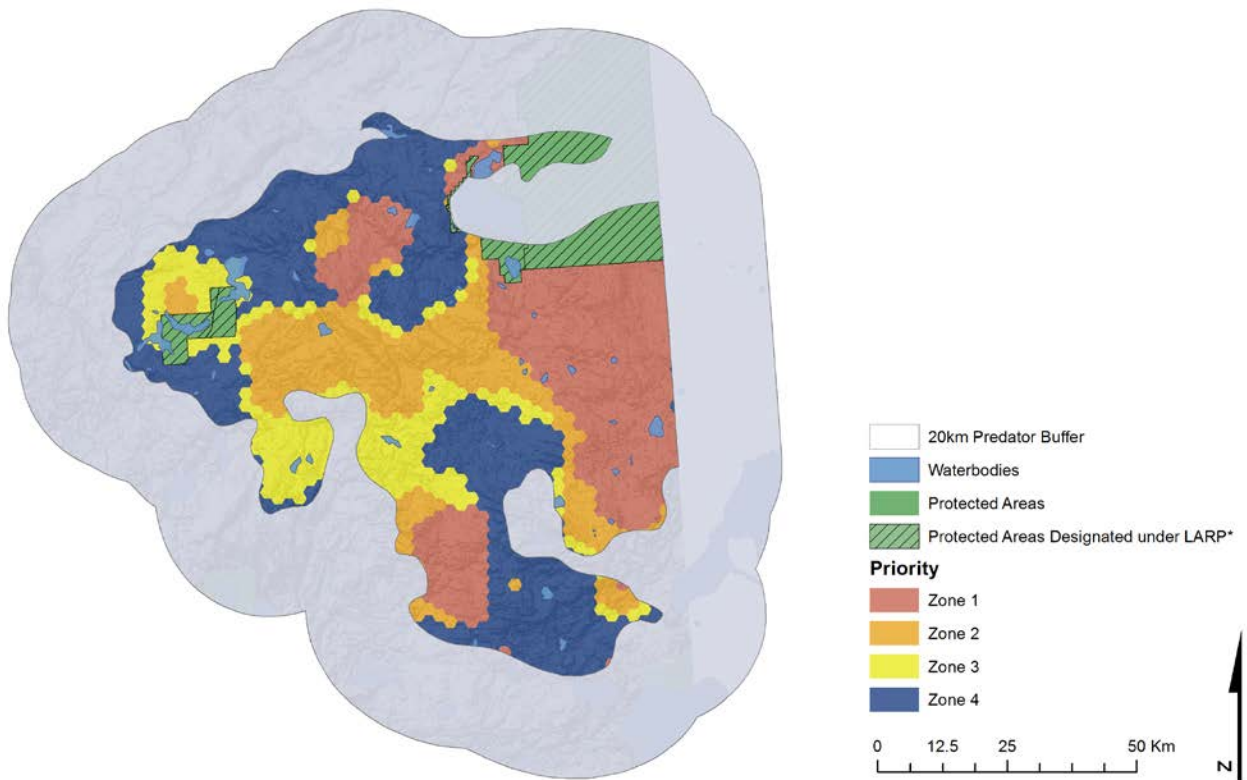 20km Predator Buffer
Waterbodies
Protected Areas
Protected Areas Designated under LARP*
Priority
Zone 1
Zone 2
Zone 3
Zone 4
0 12.5 25 50 Km
N